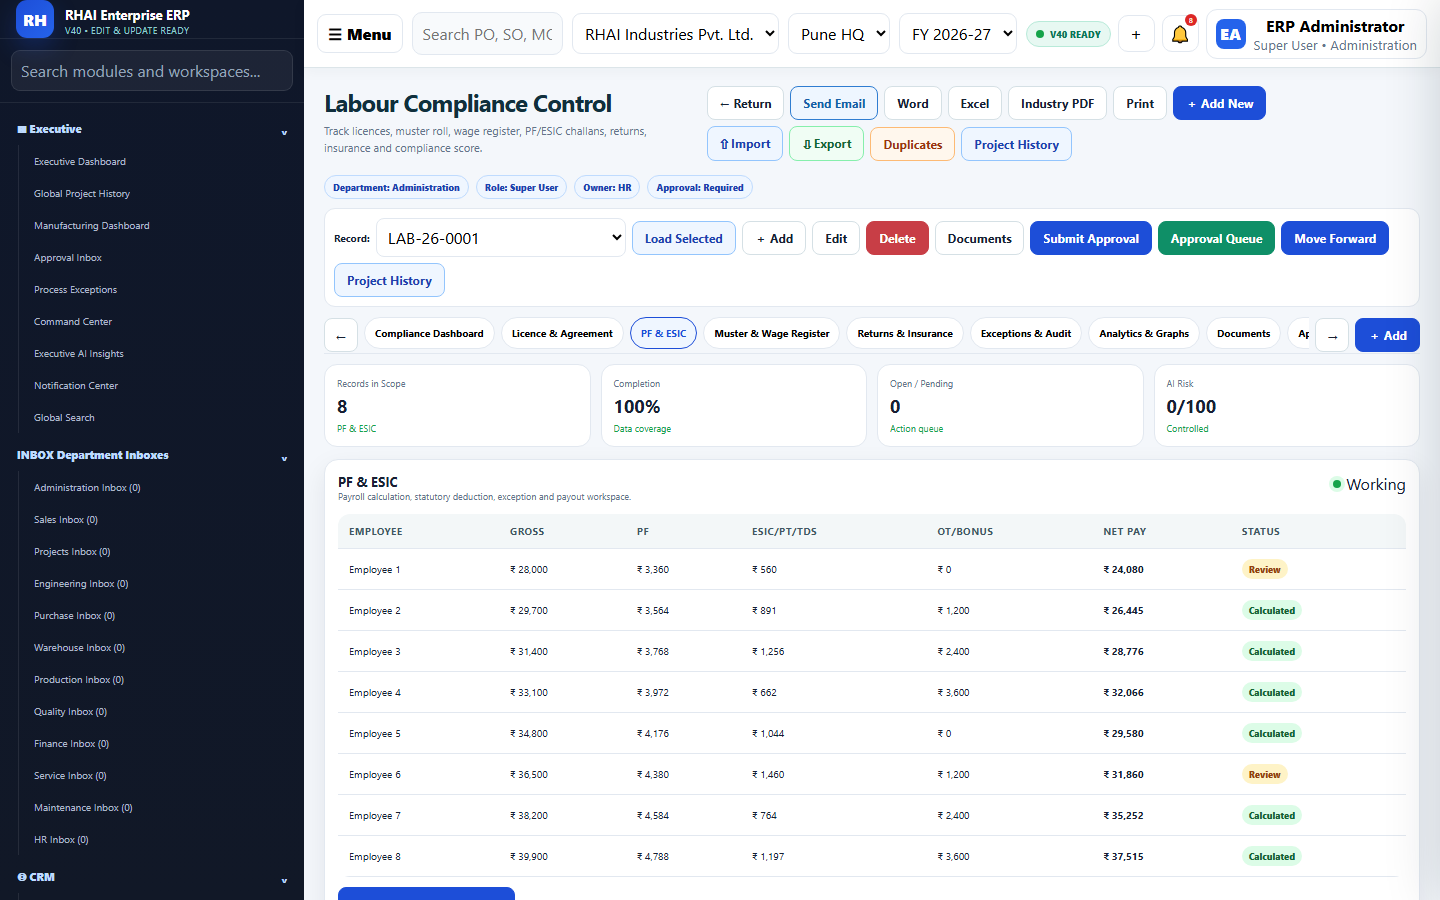 RH
RHAI Enterprise ERP
V40 • EDIT & UPDATE READY
Search modules and workspaces...
Executive
Executive Dashboard
Global Project History
Manufacturing Dashboard
Approval Inbox
Process Exceptions
Command Center
Executive AI Insights
Notification Center
Global Search
INBOX Department Inboxes
Administration Inbox (0)
Sales Inbox (0)
Projects Inbox (0)
Engineering Inbox (0)
Purchase Inbox (0)
Warehouse Inbox (0)
Production Inbox (0)
Quality Inbox (0)
Finance Inbox (0)
Service Inbox (0)
Maintenance Inbox (0)
HR Inbox (0)
CRM
☰ Menu
Search PO, SO, MO
RHAI Industries Pvt. Ltd.
Pune HQ
FY 2026-27
V40 READY
+
8
EA
ERP Administrator
Super User • Administration
Labour Compliance Control
Track licences, muster roll, wage register, PF/ESIC challans, returns,
insurance and compliance score.
← Return
Send Email
Word
Excel
Industry PDF
Print
+ Add New
⇧ Import
⇩ Export
Duplicates
Project History
Department: Administration
Role: Super User
Owner: HR
Approval: Required
Record:
LAB-26-0001
Load Selected
+ Add
Edit
Delete
Documents
Submit Approval
Approval Queue
Move Forward
Project History
←
Compliance Dashboard
Licence & Agreement
PF & ESIC
Muster & Wage Register
Returns & Insurance
Exceptions & Audit
Analytics & Graphs
Documents
Ap
→
+ Add
Records in Scope
8
PF & ESIC
Completion
100%
Data coverage
Open / Pending
0
Action queue
AI Risk
0/100
Controlled
PF & ESIC
Payroll calculation, statutory deduction, exception and payout workspace.
Working
EMPLOYEE GROSS PF ESIC/PT/TDS OT/BONUS NET PAY STATUS
Employee 1 ₹ 28,000 ₹ 3,360 ₹ 560 ₹ 0 ₹ 24,080 Review
Employee 2 ₹ 29,700 ₹ 3,564 ₹ 891 ₹ 1,200 ₹ 26,445 Calculated
Employee 3 ₹ 31,400 ₹ 3,768 ₹ 1,256 ₹ 2,400 ₹ 28,776 Calculated
Employee 4 ₹ 33,100 ₹ 3,972 ₹ 662 ₹ 3,600 ₹ 32,066 Calculated
Employee 5 ₹ 34,800 ₹ 4,176 ₹ 1,044 ₹ 0 ₹ 29,580 Calculated
Employee 6 ₹ 36,500 ₹ 4,380 ₹ 1,460 ₹ 1,200 ₹ 31,860 Review
Employee 7 ₹ 38,200 ₹ 4,584 ₹ 764 ₹ 2,400 ₹ 35,252 Calculated
Employee 8 ₹ 39,900 ₹ 4,788 ₹ 1,197 ₹ 3,600 ₹ 37,515 Calculated